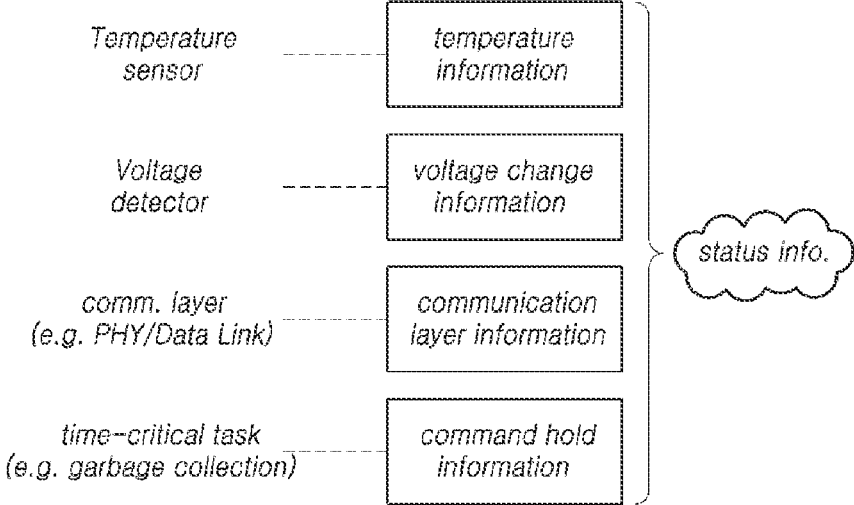 Temperature
sensor
temperature
information
Voltage
detector
voltage change
information
status info.
comm. layer
(e.g. PHY/Data Link)
communication
layer information
time-critical task
(e.g. garbage collection)
command hold
information